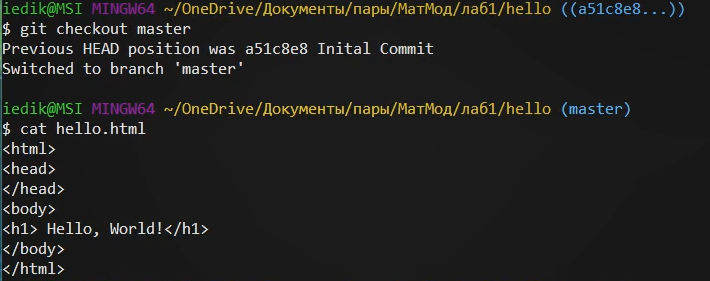 iedik@MSI MINGW64 ~/OneDrive/Документы/пары/МатМод/ла61/hello ((a51c8e8...))
$ git checkout master
Previous HEAD position was a51c8e8 Inital Commit
Switched to branch 'master'
iedik@MSI MINGW64 ~/OneDrive/Документы/пары/МатМод/ла61/hello (master)
$ cat hello.html
<html>
<head>
</head>
<body>
<h1> Hello, World!</h1>
</body>
</html>